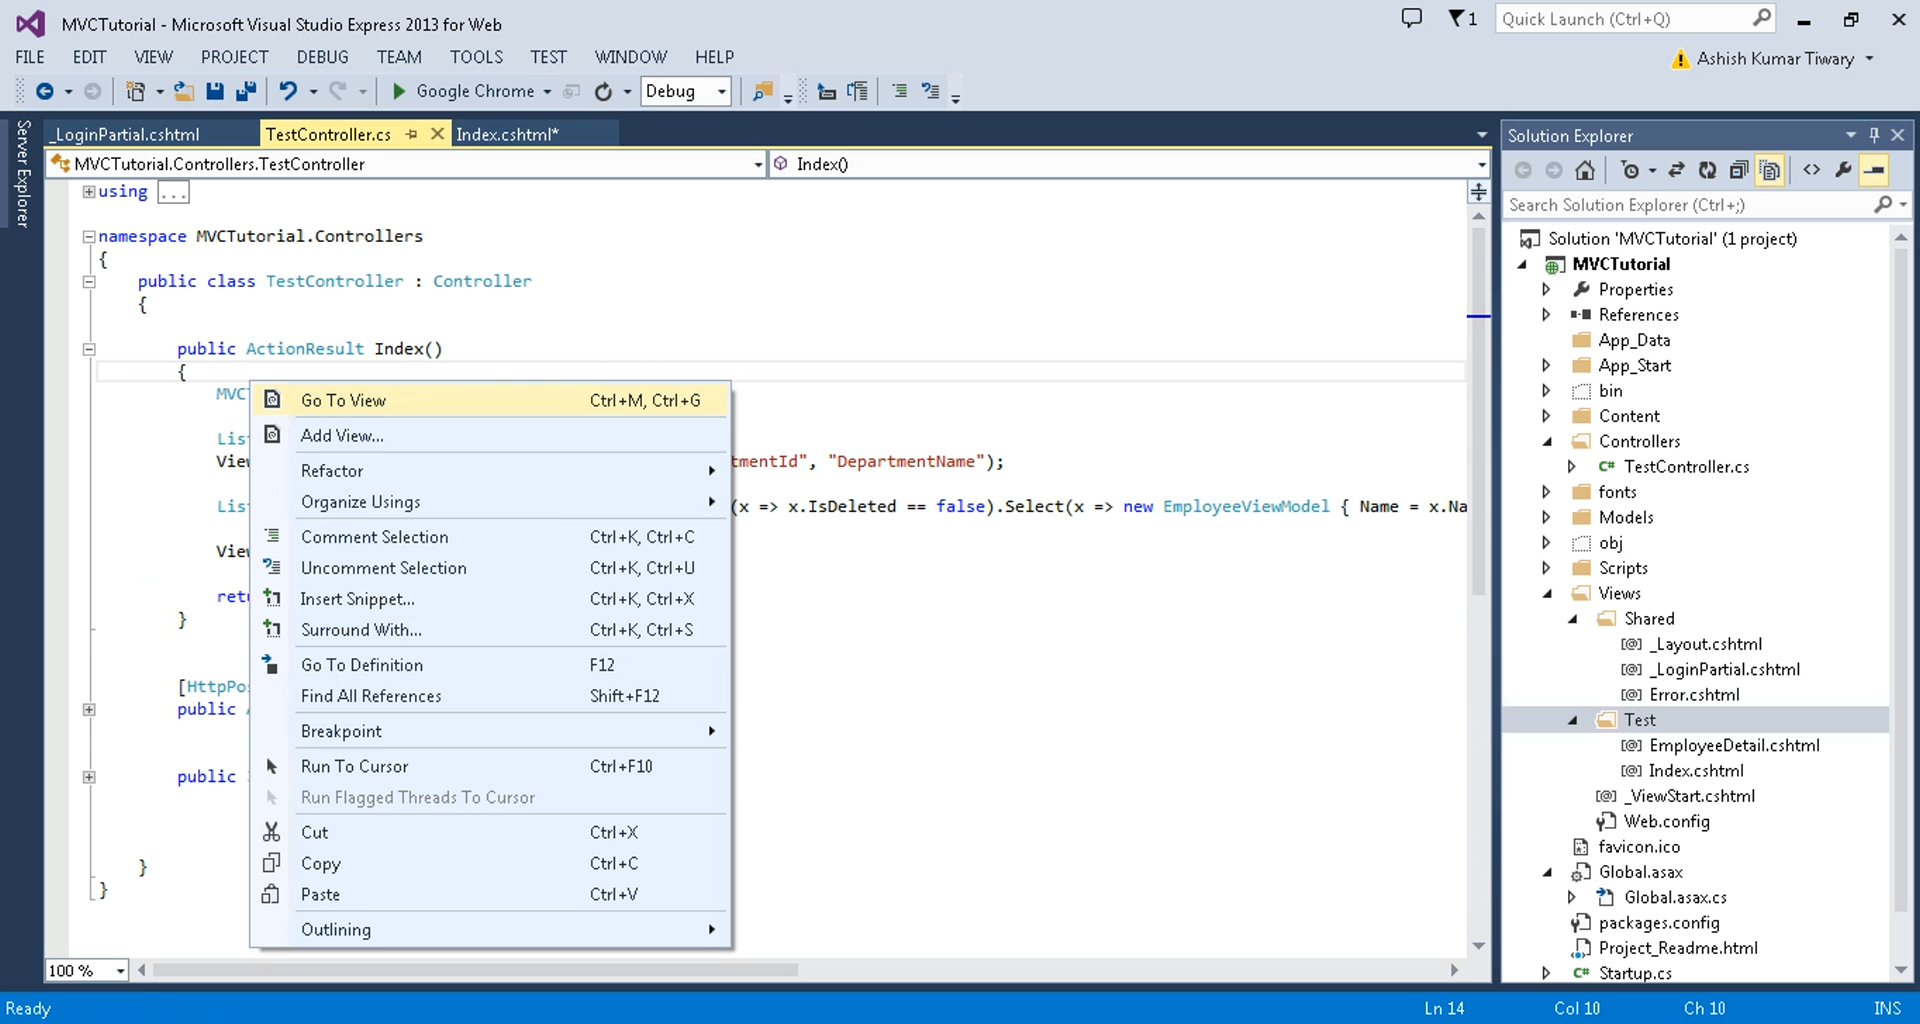 MVCTutorial - Microsoft Visual Studio Express 2013 for Web
1
Quick Launch (Ctrl+Q)
FILE EDIT VIEW PROJECT DEBUG TEAM TOOLS TEST WINDOW HELP
Ashish Kumar Tiwary
Google Chrome
Debug
Server Explorer
_LoginPartial.cshtml
TestController.cs
Index.cshtml*
MVCTutorial.Controllers.TestController
Index()
using ...
namespace MVCTutorial.Controllers
{
public class TestController : Controller
{
public ActionResult Index()
{
MVC
Lis
View tmentId", "DepartmentName");
List (x => x.IsDeleted == false).Select(x => new EmployeeViewModel { Name = x.Na
View
retu
}
[HttpPos
public
public
}
}
Go To View Ctrl+M, Ctrl+G
Add View...
Refactor
Organize Usings
Comment Selection Ctrl+K, Ctrl+C
Uncomment Selection Ctrl+K, Ctrl+U
Insert Snippet... Ctrl+K, Ctrl+X
Surround With... Ctrl+K, Ctrl+S
Go To Definition F12
Find All References Shift+F12
Breakpoint
Run To Cursor Ctrl+F10
Run Flagged Threads To Cursor
Cut Ctrl+X
Copy Ctrl+C
Paste Ctrl+V
Outlining
100 %
Solution Explorer
Search Solution Explorer (Ctrl+;)
Solution 'MVCTutorial' (1 project)
MVCTutorial
Properties
References
App_Data
App_Start
bin
Content
Controllers
C# TestController.cs
fonts
Models
obj
Scripts
Views
Shared
[@] _Layout.cshtml
[@] _LoginPartial.cshtml
[@] Error.cshtml
Test
[@] EmployeeDetail.cshtml
[@] Index.cshtml
[@] _ViewStart.cshtml
Web.config
favicon.ico
Global.asax
Global.asax.cs
packages.config
Project_Readme.html
C# Startup.cs
Ready
Ln 14
Col 10
Ch 10
INS